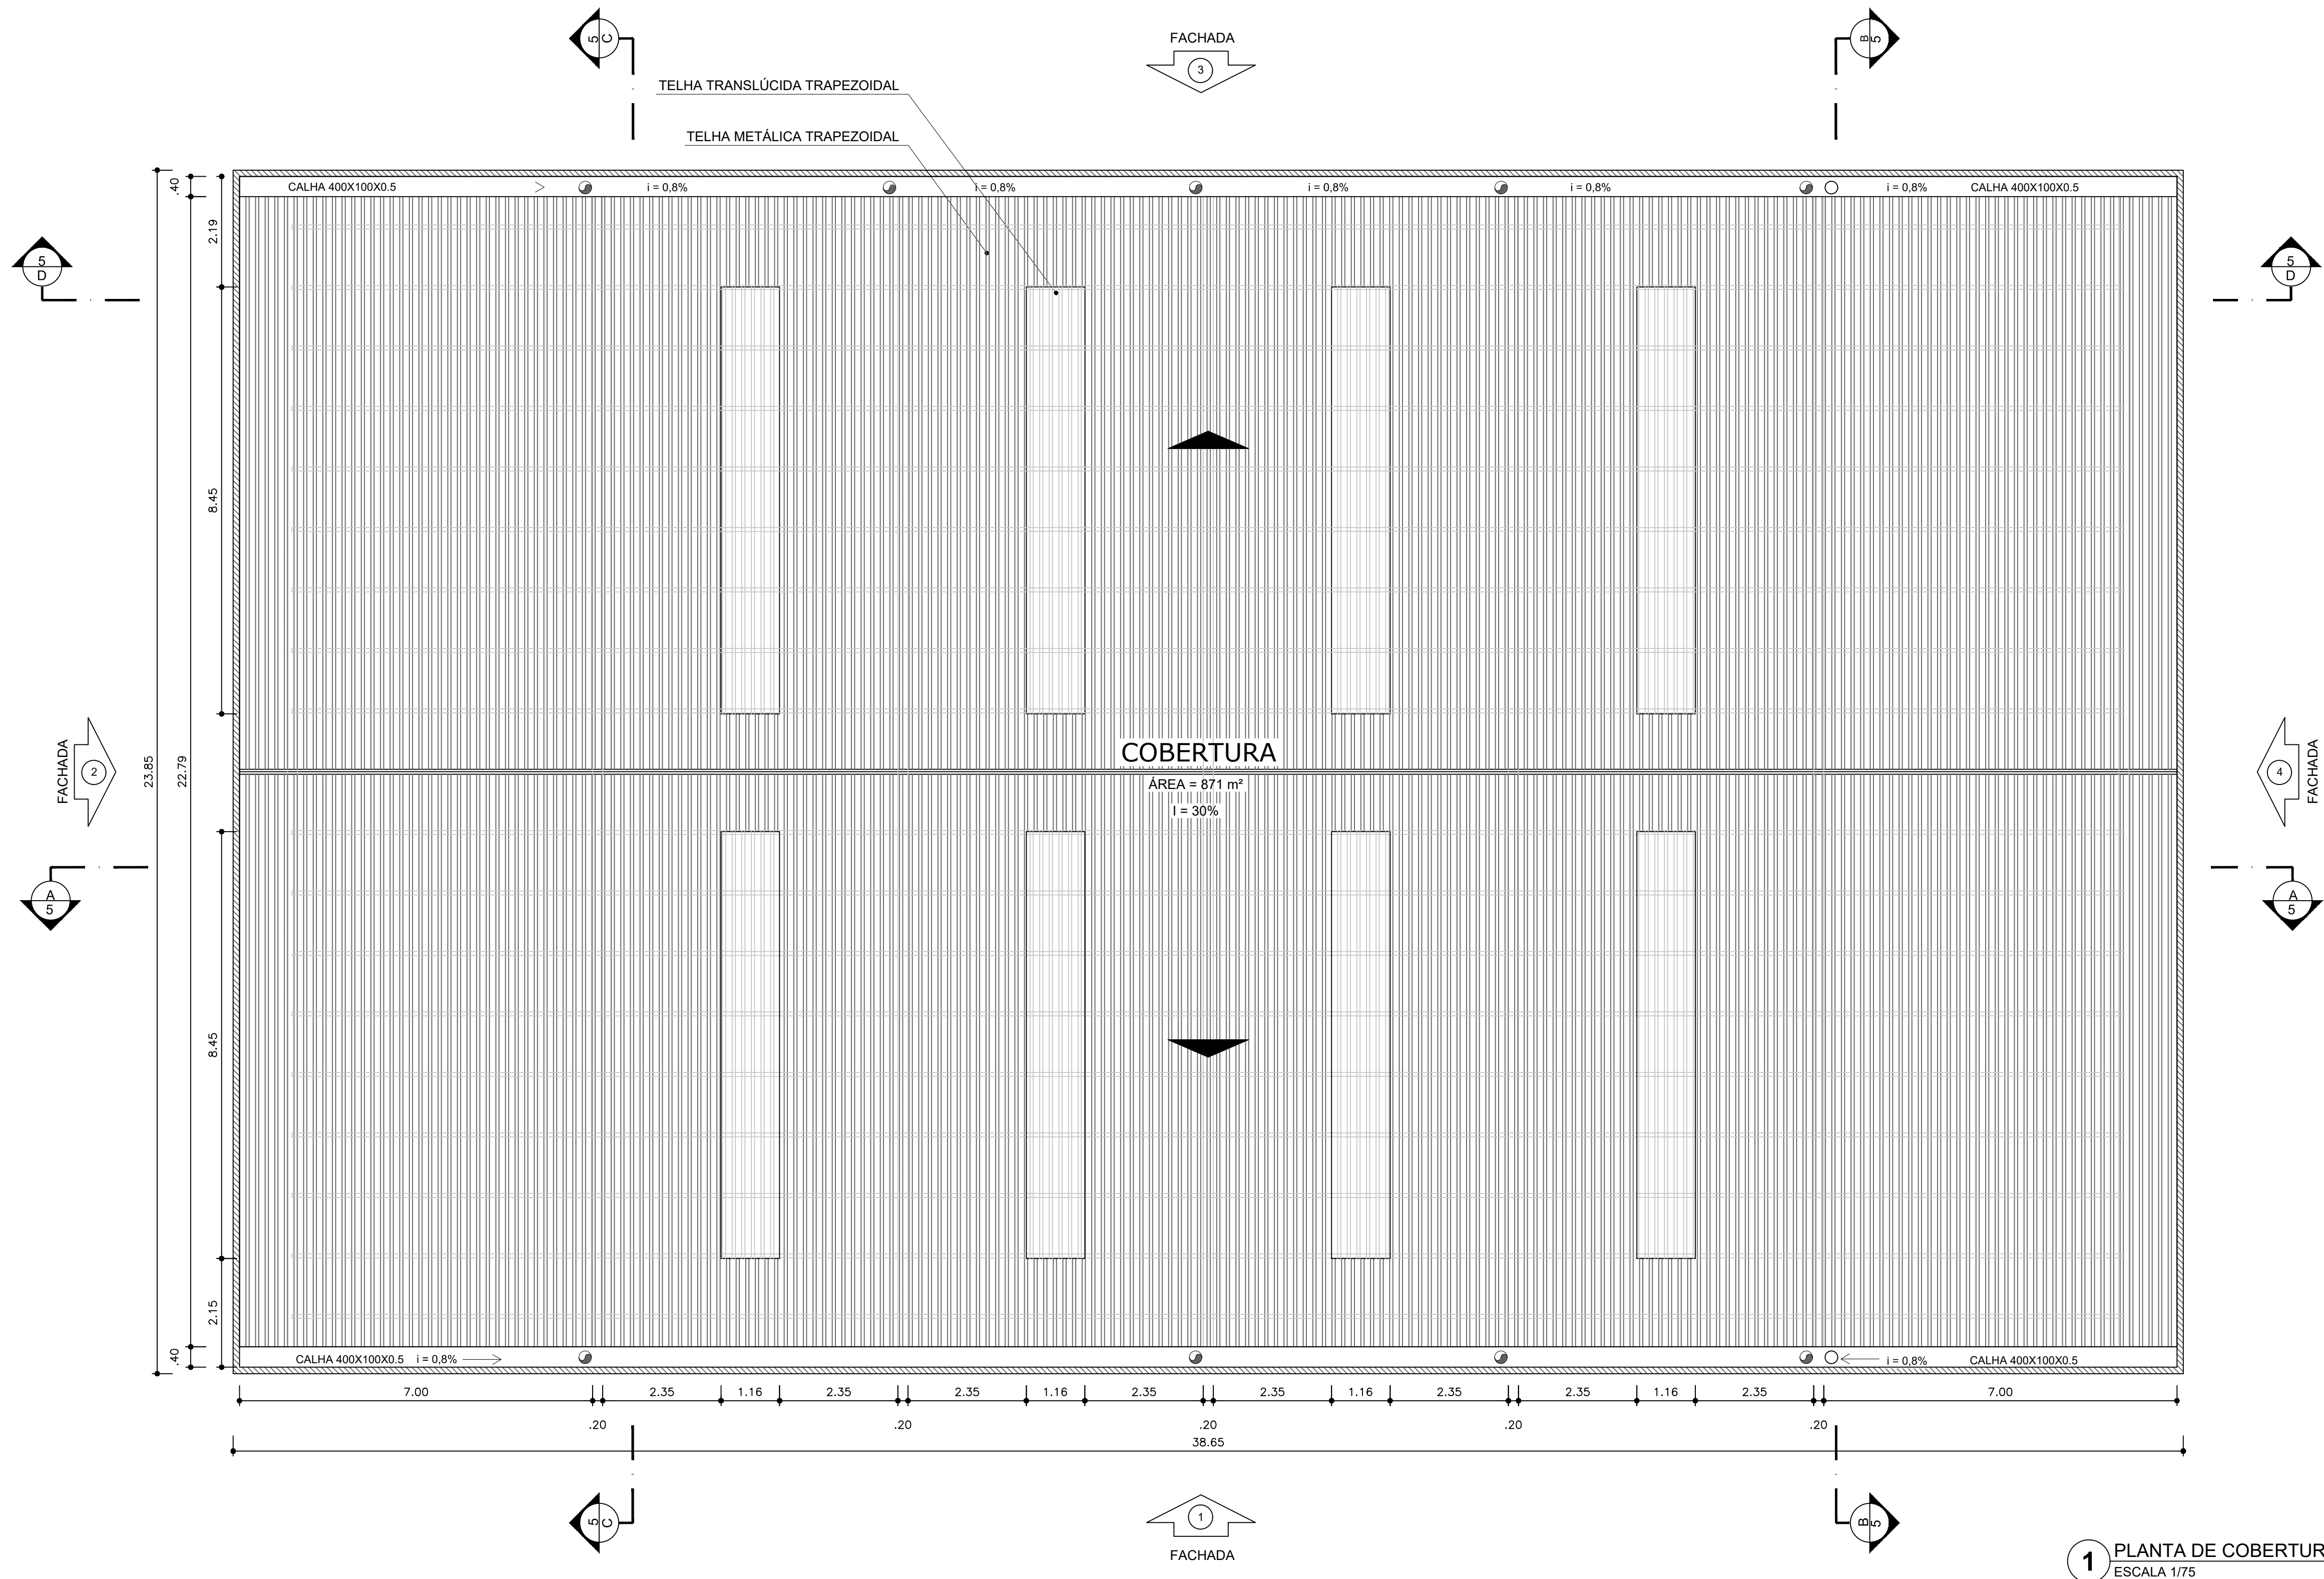 5
C
FACHADA
3
B
5
TELHA TRANSLÚCIDA TRAPEZOIDAL
TELHA METÁLICA TRAPEZOIDAL
.40
CALHA 400X100X0.5
i = 0,8%
i = 0,8%
i = 0,8%
i = 0,8%
i = 0,8%
CALHA 400X100X0.5
2.19
5
D
5
D
8.45
FACHADA
2
23.85
22.79
COBERTURA
ÁREA = 871 m²
I = 30%
4
FACHADA
A
5
A
5
8.45
2.15
.40
CALHA 400X100X0.5 i = 0,8%
i = 0,8% CALHA 400X100X0.5
7.00 2.35 1.16 2.35 2.35 1.16 2.35 2.35 1.16 2.35 2.35 1.16 2.35 7.00
.20 .20 .20 .20 .20
38.65
5
C
1
FACHADA
B
5
1 PLANTA DE COBERTUR
ESCALA 1/75